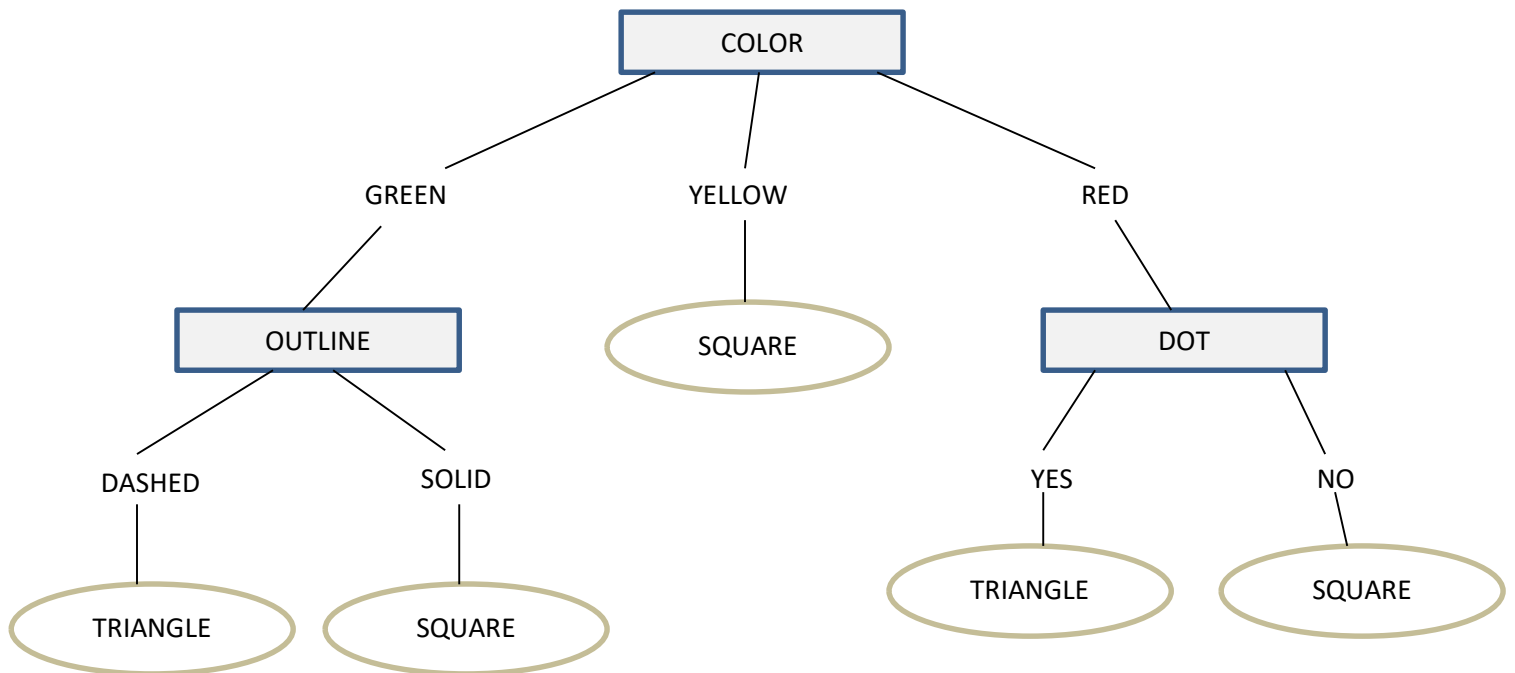 COLOR
GREEN
YELLOW
RED
OUTLINE
SQUARE
DOT
DASHED
SOLID
YES
NO
TRIANGLE
SQUARE
TRIANGLE
SQUARE